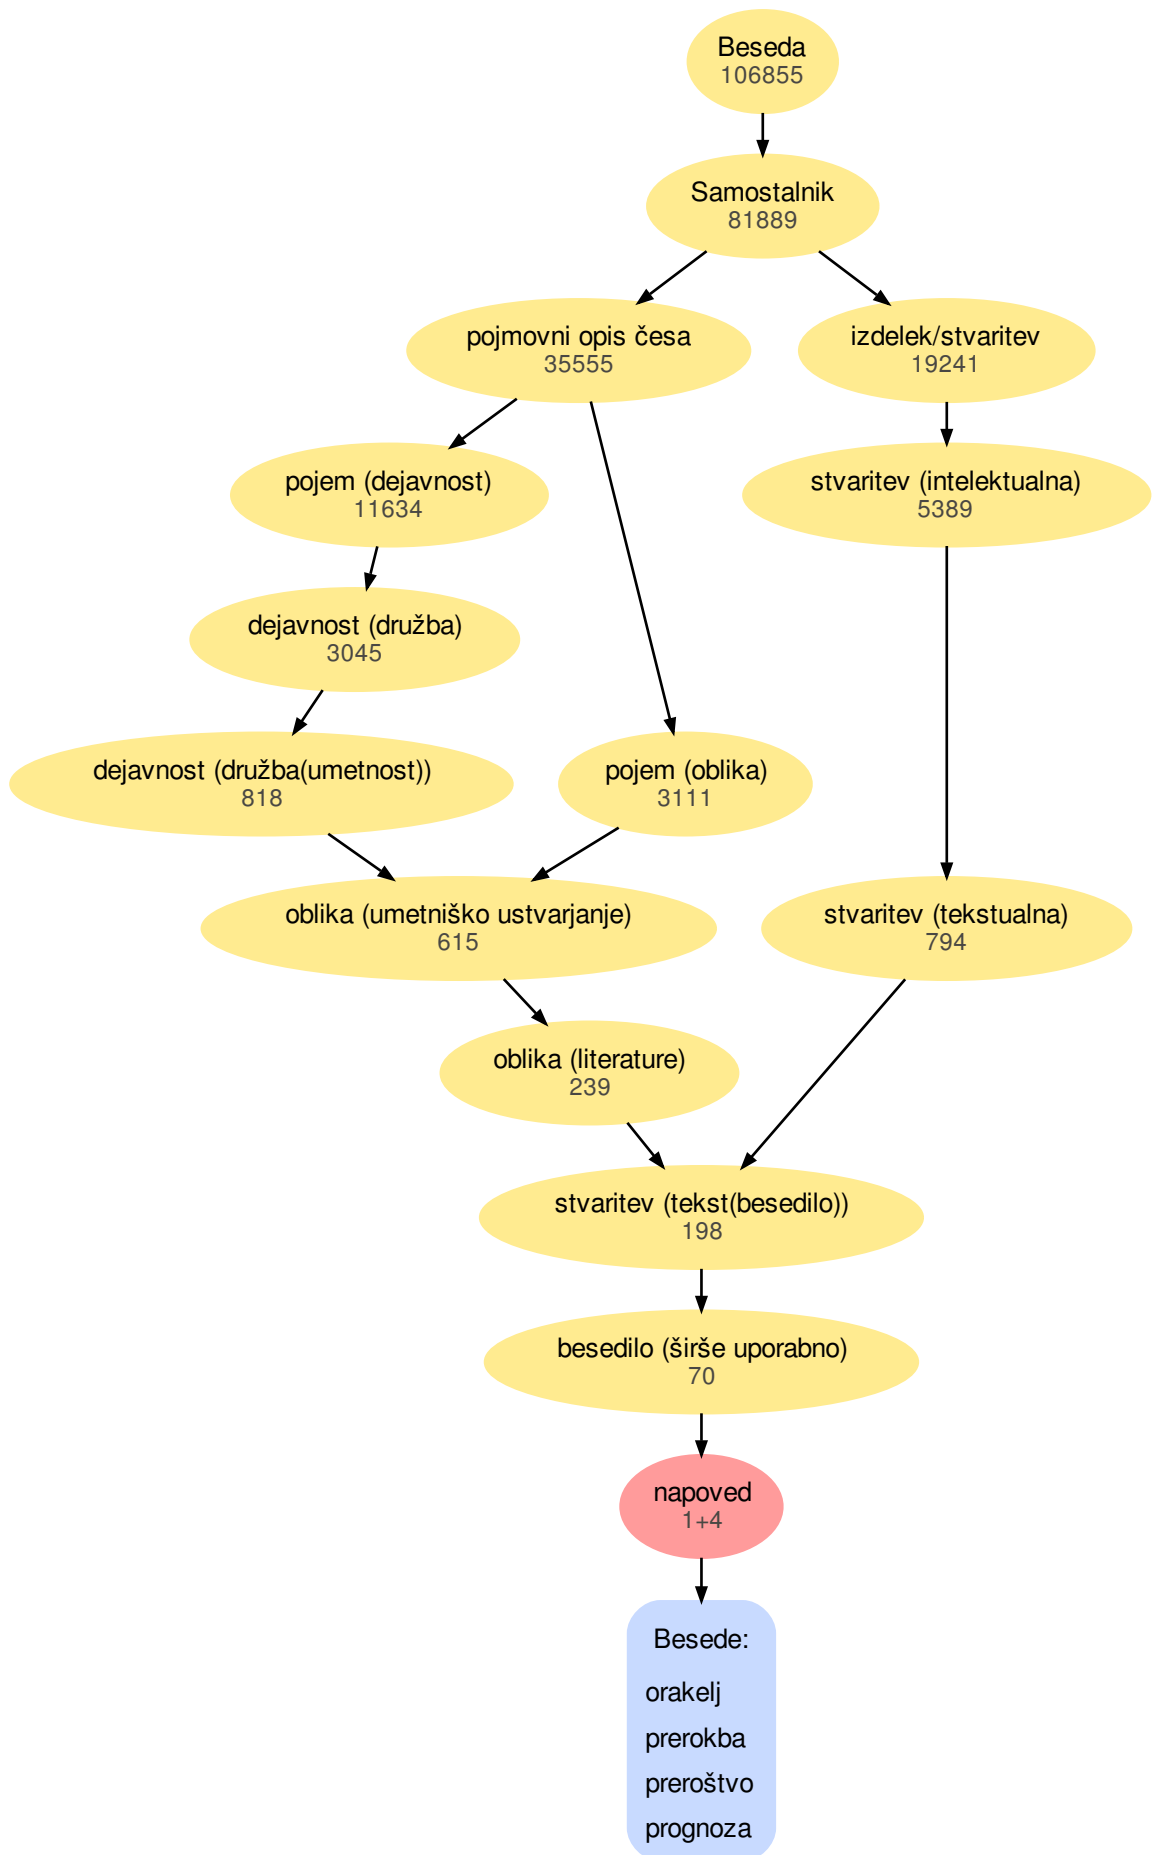 Beseda
106855
Samostalnik
81889
pojmovni opis česa
35555
izdelek/stvaritev
19241
pojem (dejavnost)
11634
stvaritev (intelektualna)
5389
dejavnost (družba)
3045
dejavnost (družba(umetnost))
818
pojem (oblika)
3111
oblika (umetniško ustvarjanje)
615
stvaritev (tekstualna)
794
oblika (literature)
239
stvaritev (tekst(besedilo))
198
besedilo (širše uporabno)
70
napoved
1+4
Besede:
orakelj
prerokba
preroštvo
prognoza